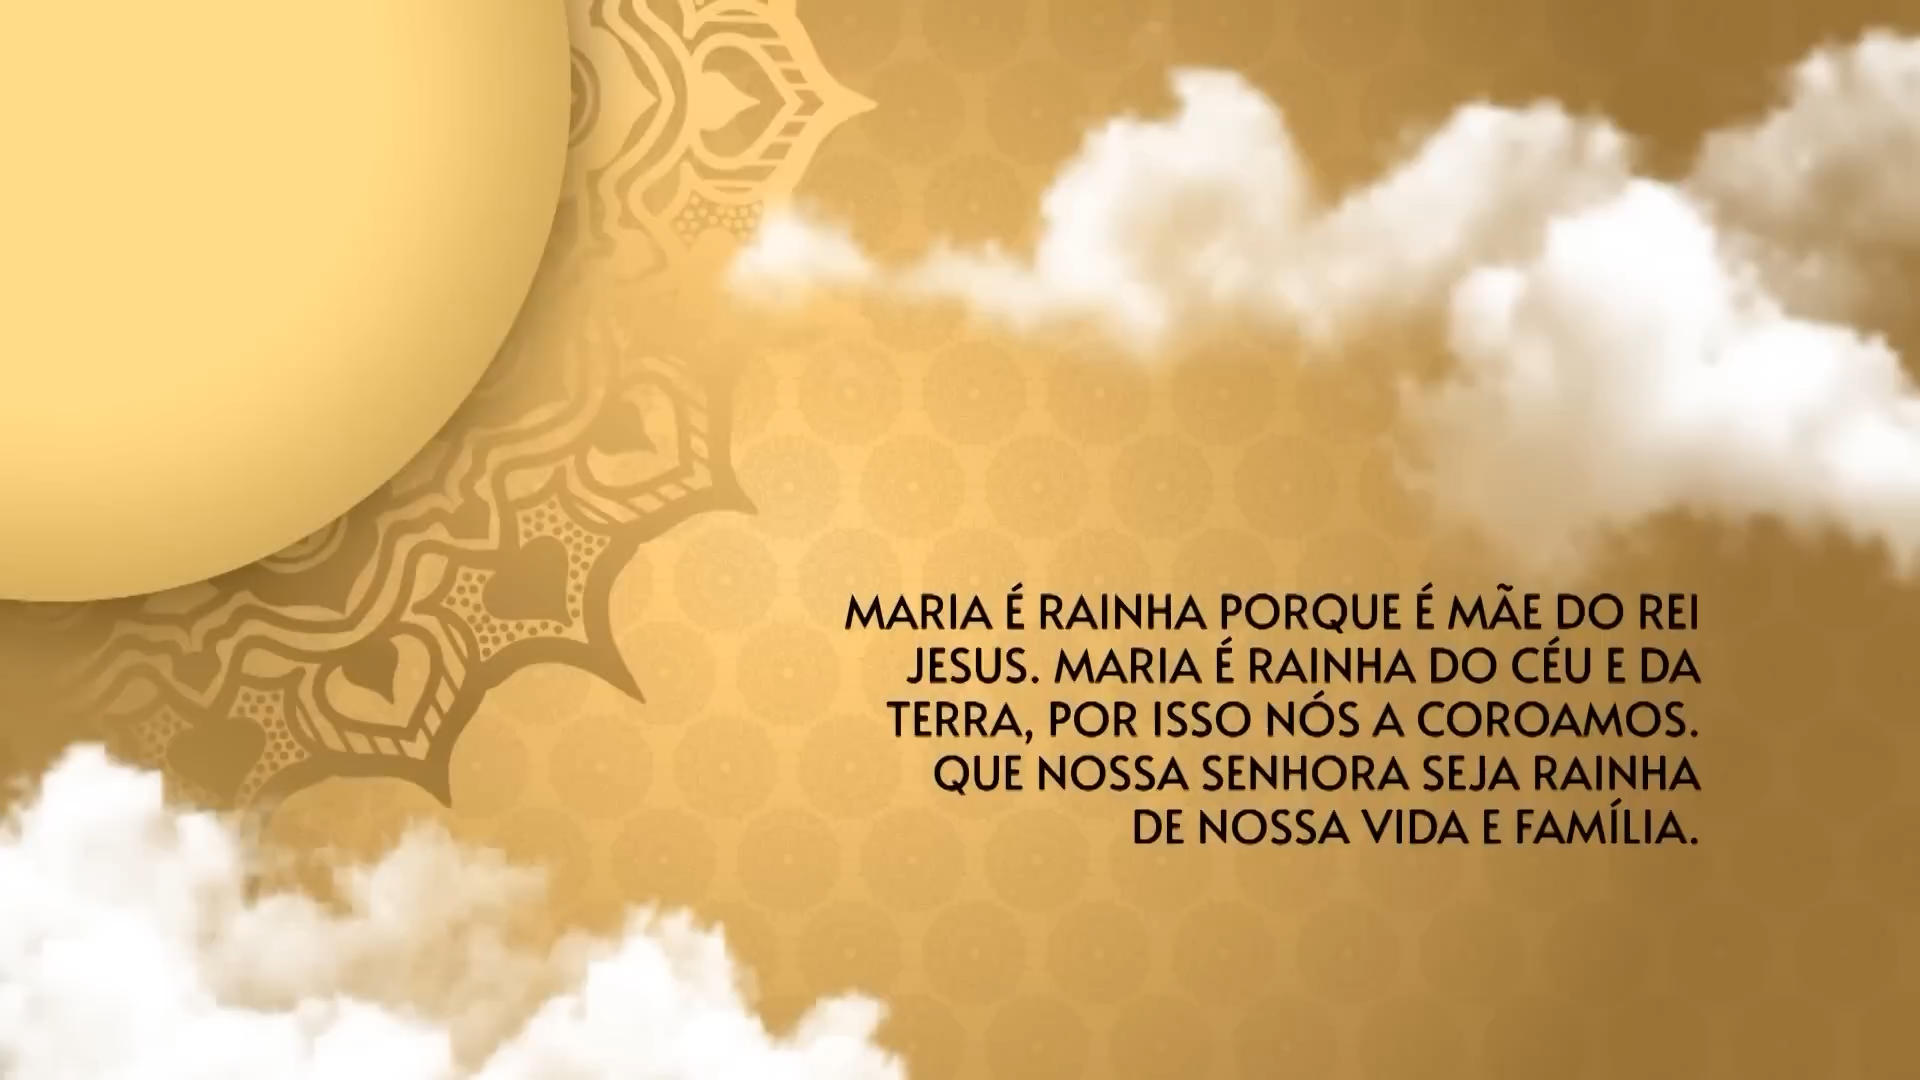 MARIA É RAINHA PORQUE É MÃE DO REI
JESUS. MARIA É RAINHA DO CÉU E DA
TERRA, POR ISSO NÓS A COROAMOS.
QUE NOSSA SENHORA SEJA RAINHA
DE NOSSA VIDA E FAMÍLIA.